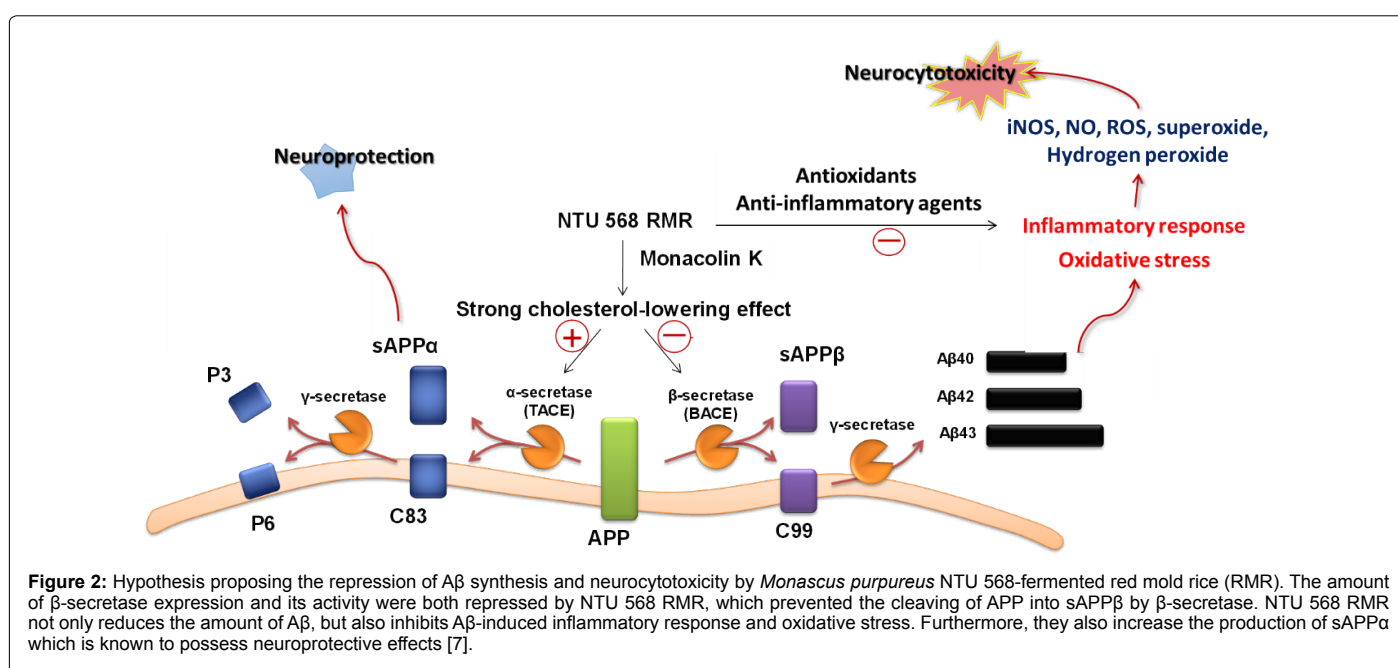 Neurocytotoxicity
iNOS, NO, ROS, superoxide,
Hydrogen peroxide
Neuroprotection
Antioxidants
Anti-inflammatory agents
NTU 568 RMR
−
Inflammatory response
Oxidative stress
Monacolin K
Strong cholesterol-lowering effect
+
−
sAPPα
sAPPβ
P3
γ-secretase
α-secretase
(TACE)
β-secretase
(BACE)
γ-secretase
Aβ40
Aβ42
Aβ43
P6
C83
APP
C99
Figure 2: Hypothesis proposing the repression of Aβ synthesis and neurocytotoxicity by Monascus purpureus NTU 568-fermented red mold rice (RMR). The amount
of β-secretase expression and its activity were both repressed by NTU 568 RMR, which prevented the cleaving of APP into sAPPβ by β-secretase. NTU 568 RMR
not only reduces the amount of Aβ, but also inhibits Aβ-induced inflammatory response and oxidative stress. Furthermore, they also increase the production of sAPPα
which is known to possess neuroprotective effects [7].